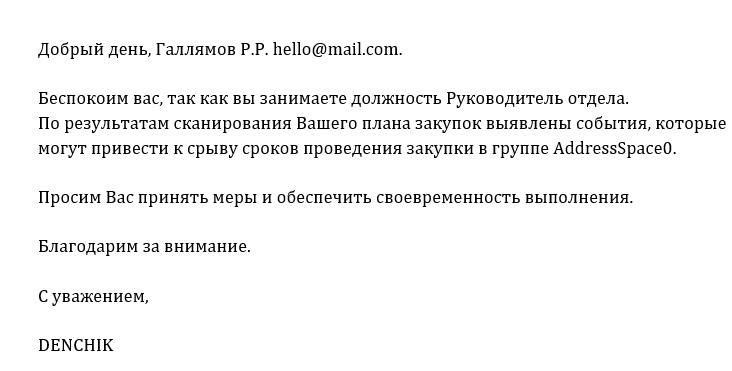 Добрый день, Галлямов Р.Р. hello@mail.com.
Беспокоим вас, так как вы занимаете должность Руководитель отдела.
По результатам сканирования Вашего плана закупок выявлены события, которые
могут привести к срыву сроков проведения закупки в группе AddressSpace0.
Просим Вас принять меры и обеспечить своевременность выполнения.
Благодарим за внимание.
С уважением,
DENCHIK